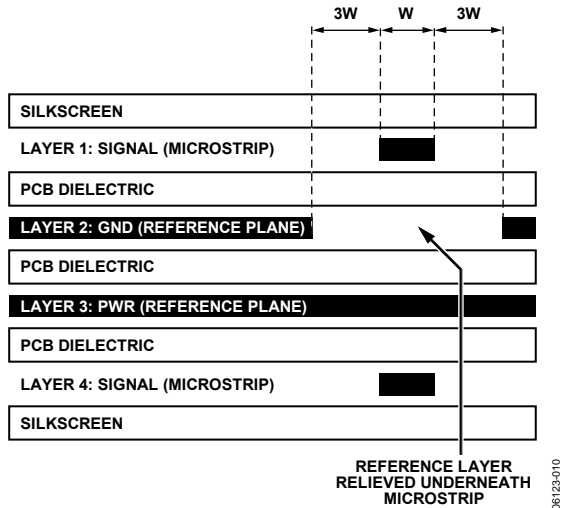 3W W 3W
SILKSCREEN
LAYER 1: SIGNAL (MICROSTRIP)
PCB DIELECTRIC
LAYER 2: GND (REFERENCE PLANE)
PCB DIELECTRIC
LAYER 3: PWR (REFERENCE PLANE)
PCB DIELECTRIC
LAYER 4: SIGNAL (MICROSTRIP)
SILKSCREEN
REFERENCE LAYER
RELIEVED UNDERNEATH
MICROSTRIP
06123-010